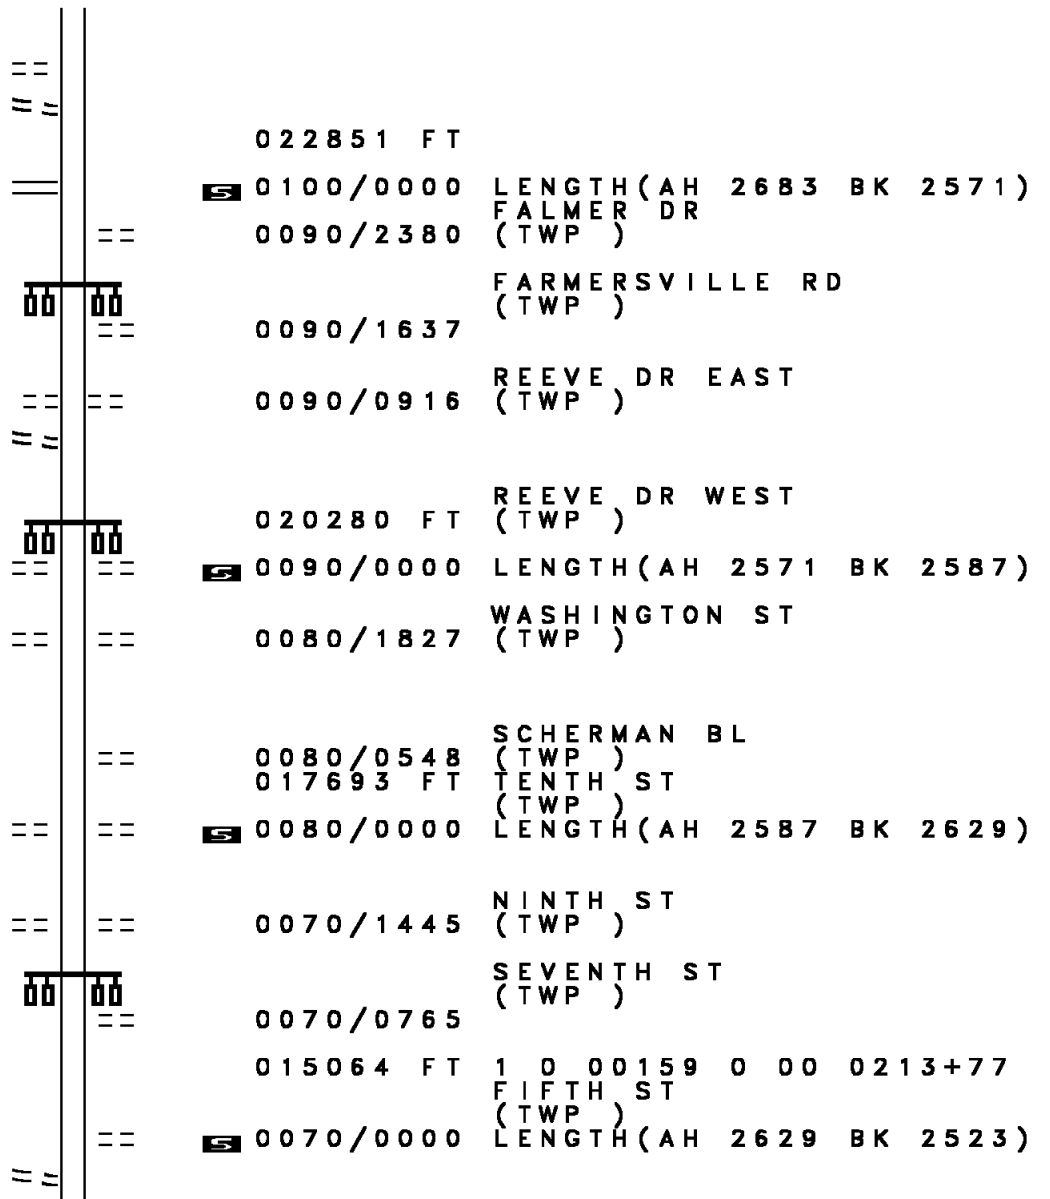 022851 FT
S 0100/0000 LENGTH(AH 2683 BK 2571)
FALMER DR
0090/2380 (TWP )
FARMERSVILLE RD
(TWP )
0090/1637
REEVE DR EAST
0090/0916 (TWP )
REEVE DR WEST
020280 FT (TWP )
S 0090/0000 LENGTH(AH 2571 BK 2587)
WASHINGTON ST
0080/1827 (TWP )
SCHERMAN BL
0080/0548 (TWP )
017693 FT TENTH ST
(TWP )
S 0080/0000 LENGTH(AH 2587 BK 2629)
NINTH ST
0070/1445 (TWP )
SEVENTH ST
(TWP )
0070/0765
015064 FT 1 0 00159 0 00 0213+77
FIFTH ST
(TWP )
S 0070/0000 LENGTH(AH 2629 BK 2523)